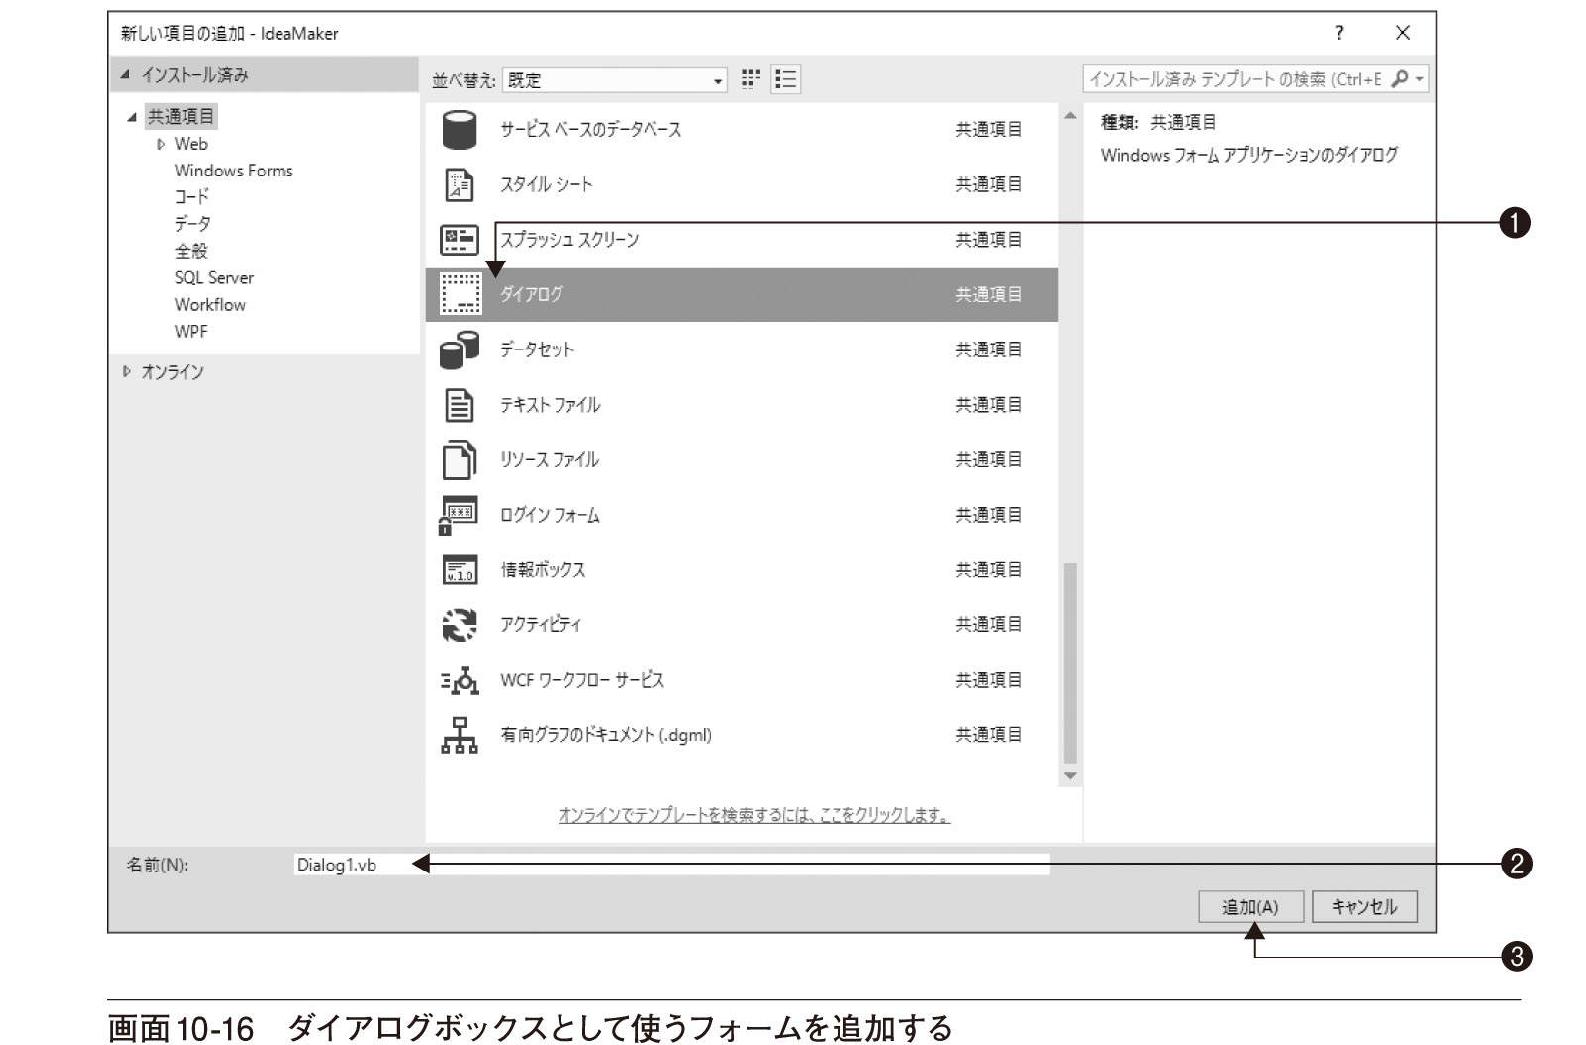 新しい項目の追加 - IdeaMaker
?
インストール済み
共通項目
Web
Windows Forms
コード
データ
全般
SQL Server
Workflow
WPF
オンライン
並べ替え: 既定
サービス ベースのデータベース 共通項目
スタイル シート 共通項目
スプラッシュ スクリーン 共通項目
ダイアログ 共通項目
データセット 共通項目
テキスト ファイル 共通項目
リソース ファイル 共通項目
ログイン フォーム 共通項目
v.1.0
情報ボックス 共通項目
アクティビティ 共通項目
WCF ワークフロー サービス 共通項目
有向グラフのドキュメント (.dgml) 共通項目
オンラインでテンプレートを検索するには、ここをクリックします。
インストール済み テンプレート の検索 (Ctrl+E
種類: 共通項目
Windows フォーム アプリケーションのダイアログ
❶
名前(N): Dialog1.vb
❷
追加(A) キャンセル
❸
画面10-16 ダイアログボックスとして使うフォームを追加する